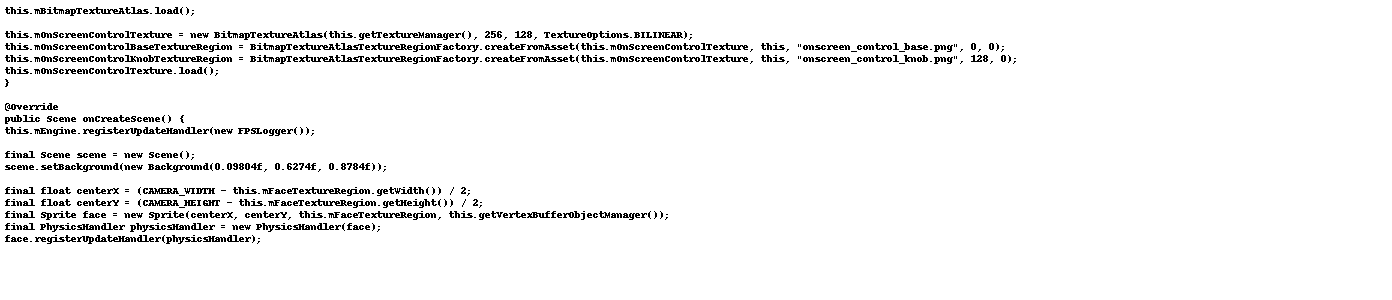 this.mBitmapTextureAtlas.load();
this.mOnScreenControlTexture = new BitmapTextureAtlas(this.getTextureManager(), 256, 128, TextureOptions.BILINEAR);
this.mOnScreenControlBaseTextureRegion = BitmapTextureAtlasTextureRegionFactory.createFromAsset(this.mOnScreenControlTexture, this, "onscreen_control_base.png", 0, 0);
this.mOnScreenControlKnobTextureRegion = BitmapTextureAtlasTextureRegionFactory.createFromAsset(this.mOnScreenControlTexture, this, "onscreen_control_knob.png", 128, 0);
this.mOnScreenControlTexture.load();
}
@Override
public Scene onCreateScene() {
this.mEngine.registerUpdateHandler(new FPSLogger());
final Scene scene = new Scene();
scene.setBackground(new Background(0.09804f, 0.6274f, 0.8784f));
final float centerX = (CAMERA_WIDTH - this.mFaceTextureRegion.getWidth()) / 2;
final float centerY = (CAMERA_HEIGHT - this.mFaceTextureRegion.getHeight()) / 2;
final Sprite face = new Sprite(centerX, centerY, this.mFaceTextureRegion, this.getVertexBufferObjectManager());
final PhysicsHandler physicsHandler = new PhysicsHandler(face);
face.registerUpdateHandler(physicsHandler);